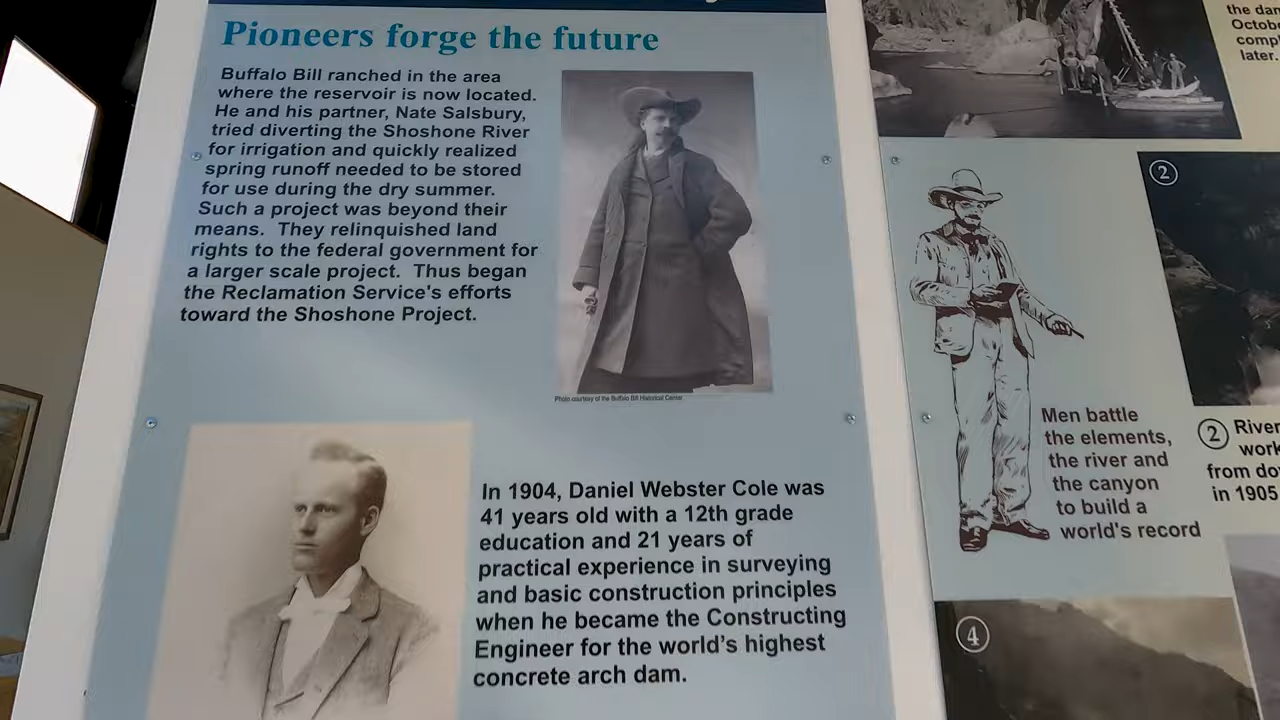 Pioneers forge the future
Buffalo Bill ranched in the area
where the reservoir is now located.
He and his partner, Nate Salsbury,
tried diverting the Shoshone River
for irrigation and quickly realized
spring runoff needed to be stored
for use during the dry summer.
Such a project was beyond their
means.  They relinquished land
rights to the federal government for
a larger scale project.  Thus began
the Reclamation Service's efforts
toward the Shoshone Project.
Photo courtesy of the Buffalo Bill Historical Center
In 1904, Daniel Webster Cole was
41 years old with a 12th grade
education and 21 years of
practical experience in surveying
and basic construction principles
when he became the Constructing
Engineer for the world's highest
concrete arch dam.
the dam
later.
2
Men battle
the elements,
the river and
the canyon
to build a
world's record
2 River
work
from do
in 1905
4